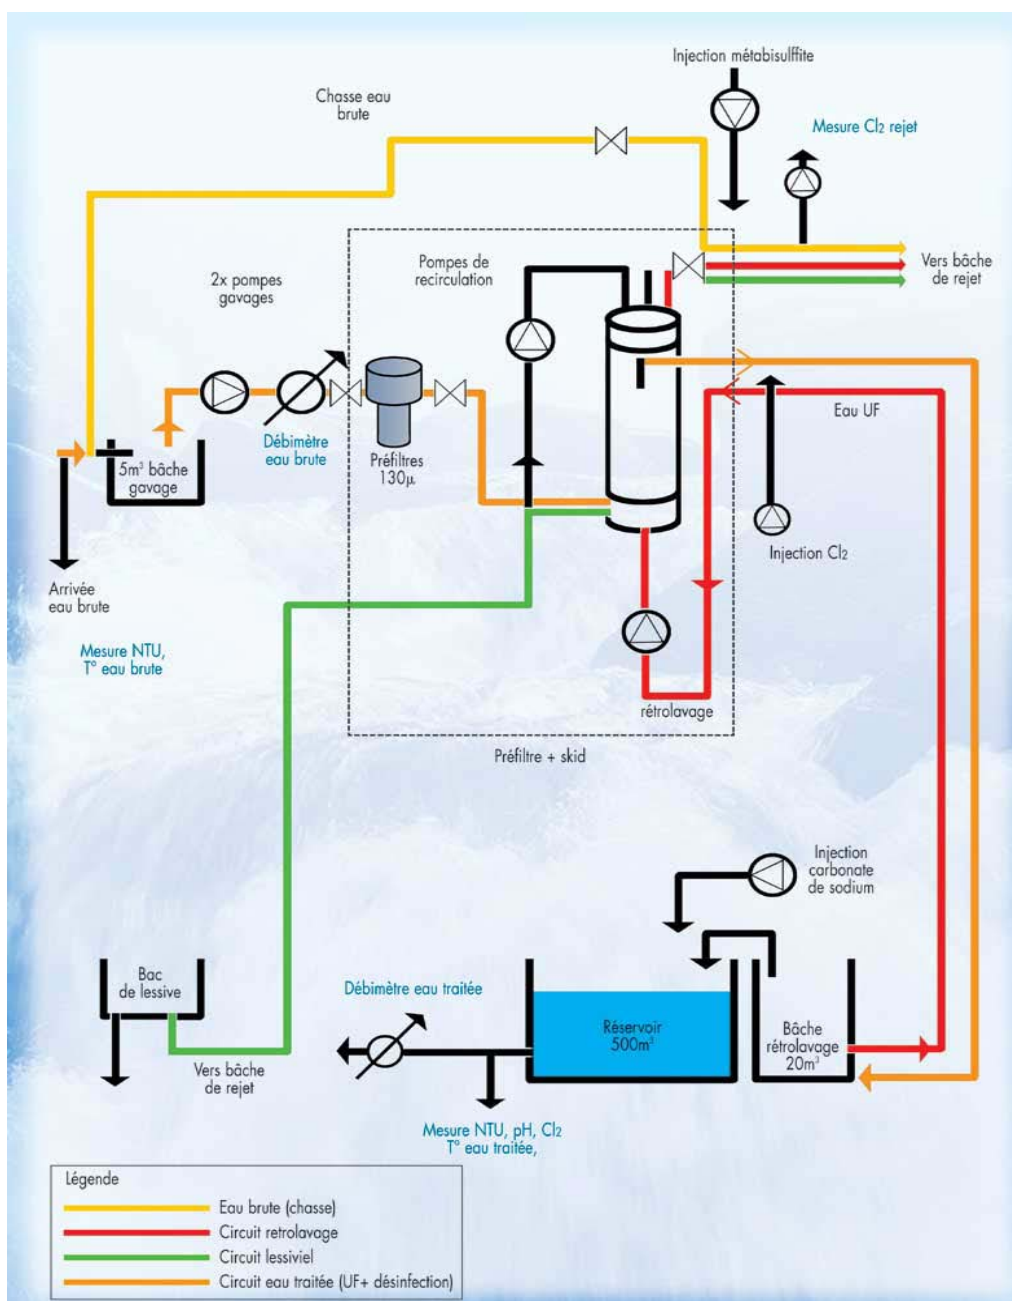 Injection métabisulffite
Chasse eau
brute
Mesure Cl2 rejet
Pompes de
recirculation
Vers bâche
de rejet
2x pompes
gavages
Eau UF
Débimètre
eau brute
Préfiltres
130µ
5m³ bâche
gavage
Injection Cl2
Arrivée
eau brute
Mesure NTU,
T° eau brute
rétrolavage
Préfiltre + skid
Injection
carbonate
de sodium
Bac
de lessive
Débimètre eau traitée
Réservoir
500m³
Bâche
rétrolavage
20m³
Vers bâche
de rejet
Mesure NTU, pH, Cl2
T° eau traitée,
Légende
Eau brute (chasse)
Circuit retrolavage
Circuit lessiviel
Circuit eau traitée (UF+ désinfection)